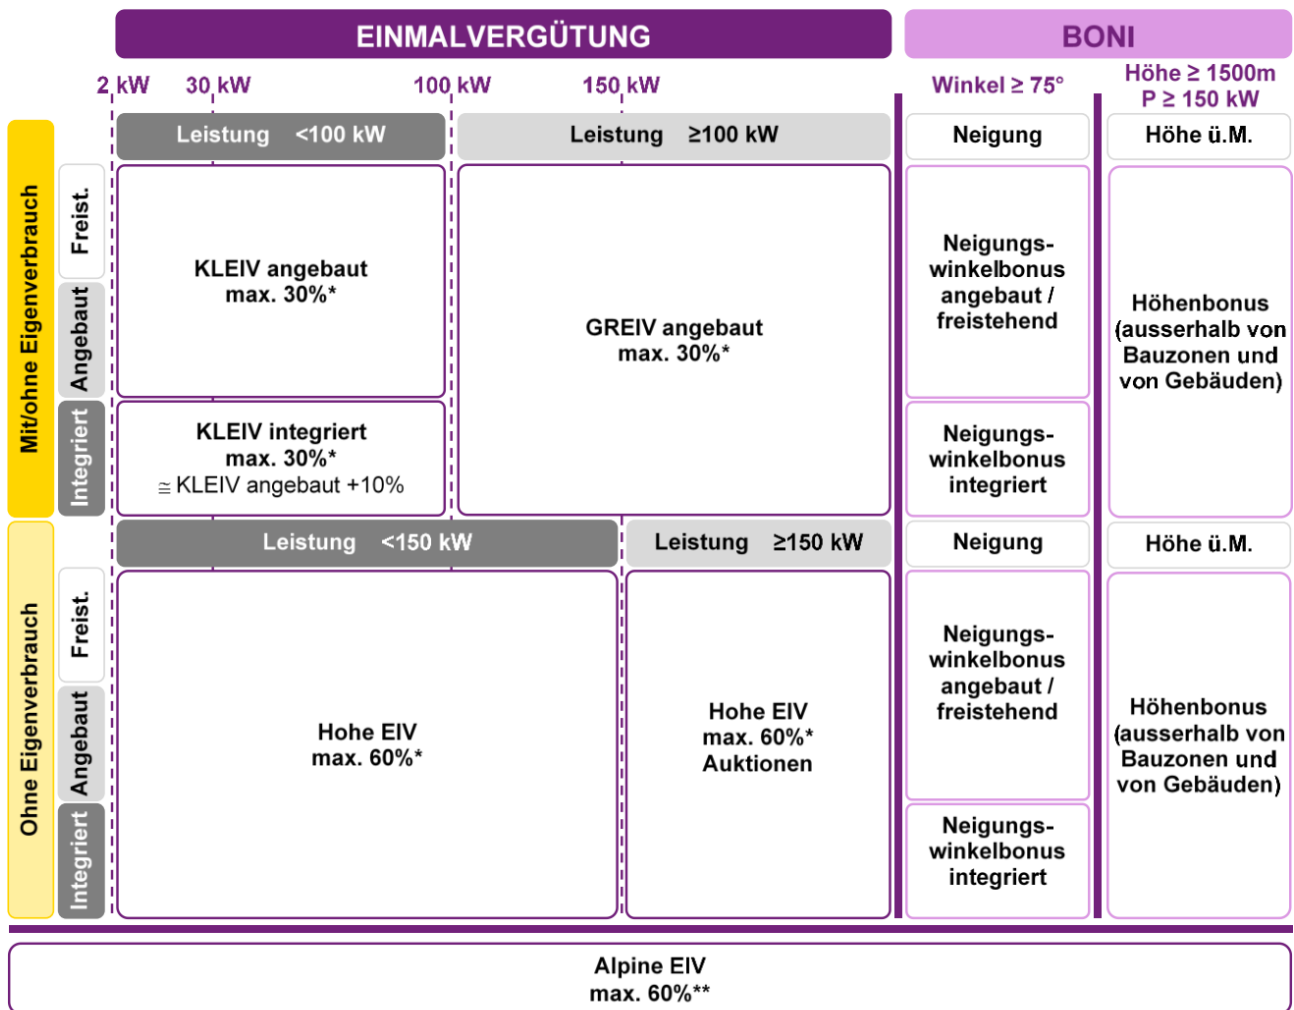 EINMALVERGÜTUNG
BONI
2 kW
30 kW
100 kW
150 kW
Winkel ≥ 75°
Höhe ≥ 1500m
P ≥ 150 kW
Mit/ohne Eigenverbrauch
Leistung <100 kW
Leistung ≥100 kW
Neigung
Höhe ü.M.
Freist.
Angebaut
Integriert
KLEIV angebaut
max. 30%*
GREIV angebaut
max. 30%*
Neigungs-
winkelbonus
angebaut /
freistehend
Höhenbonus
(ausserhalb von
Bauzonen und
von Gebäuden)
KLEIV integriert
max. 30%*
≅ KLEIV angebaut +10%
Neigungs-
winkelbonus
integriert
Ohne Eigenverbrauch
Leistung <150 kW
Leistung ≥150 kW
Neigung
Höhe ü.M.
Freist.
Angebaut
Integriert
Hohe EIV
max. 60%*
Hohe EIV
max. 60%*
Auktionen
Neigungs-
winkelbonus
angebaut /
freistehend
Höhenbonus
(ausserhalb von
Bauzonen und
von Gebäuden)
Neigungs-
winkelbonus
integriert
Alpine EIV
max. 60%**